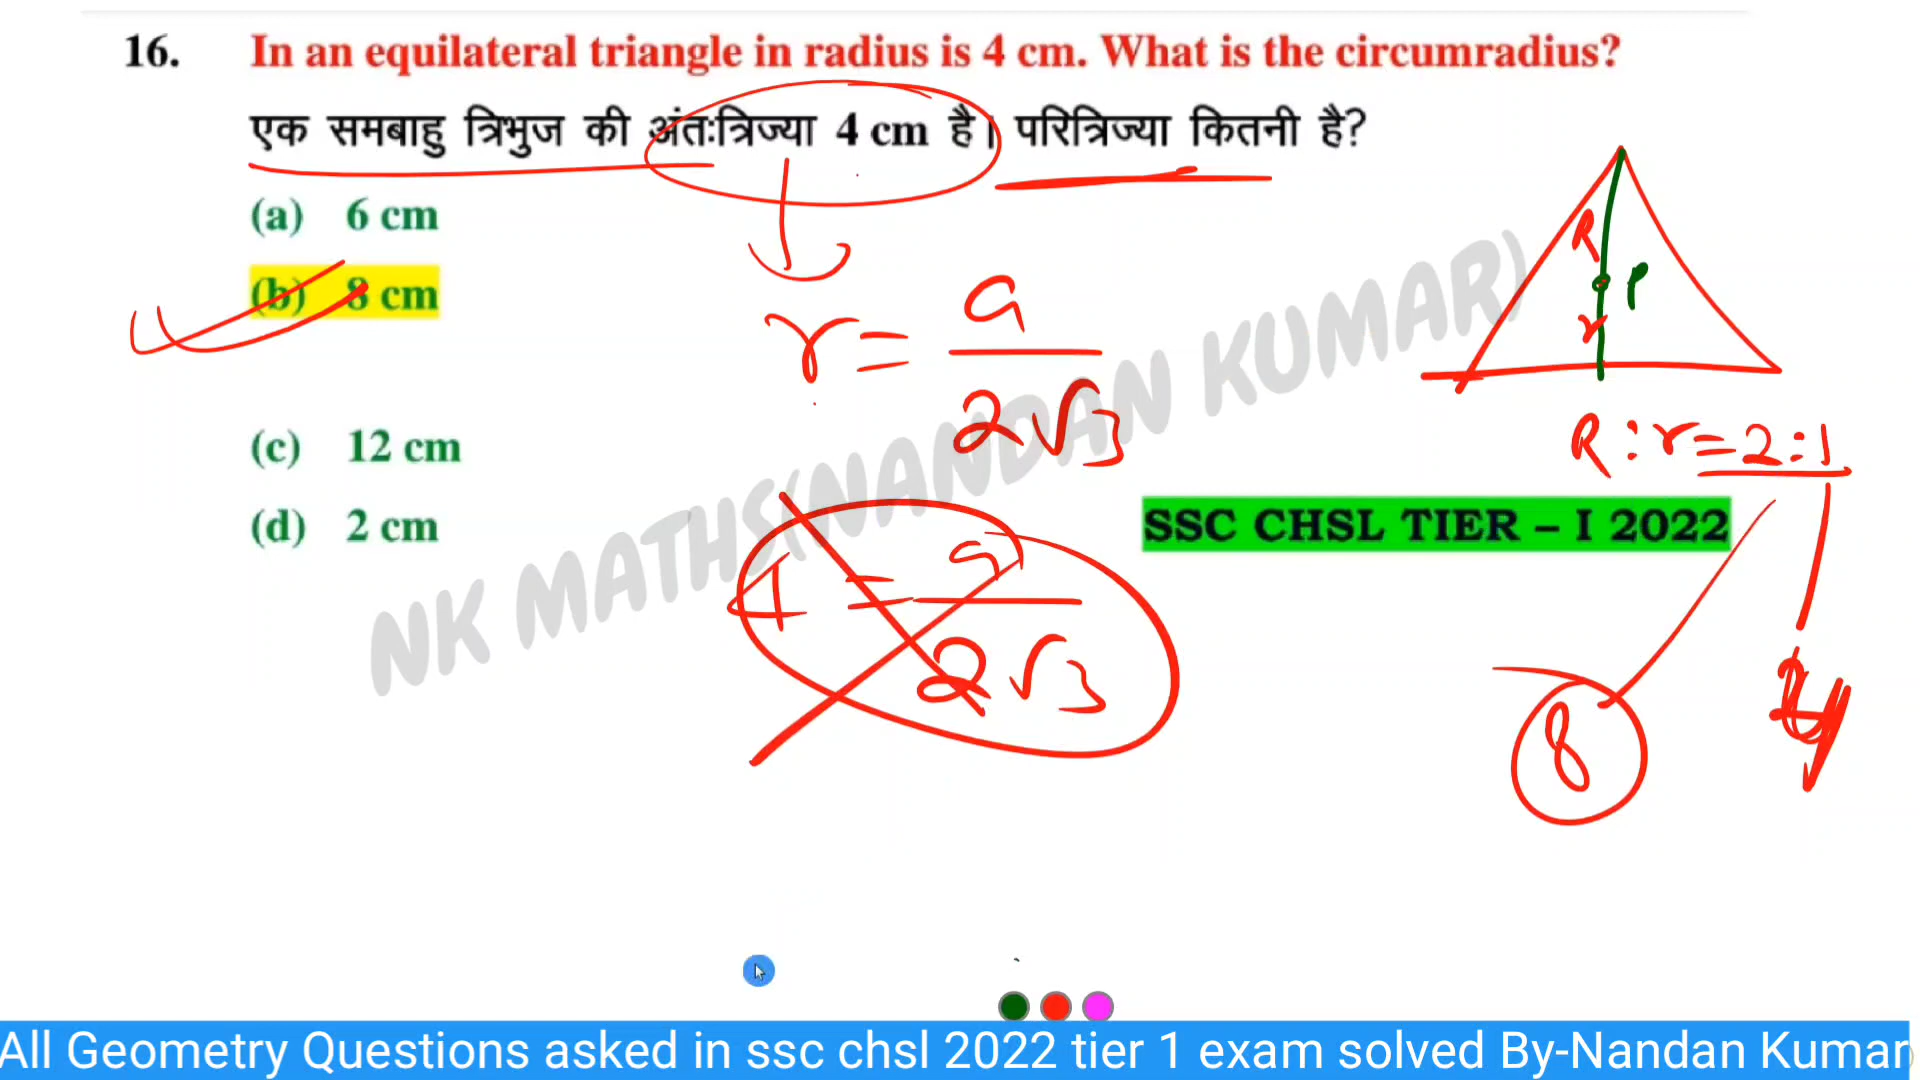 16. In an equilateral triangle in radius is 4 cm. What is the circumradius?
एक समबाहु त्रिभुज की अंतःत्रिज्या 4 cm है। परित्रिज्या कितनी है?
(a) 6 cm
(b) 8 cm
(c) 12 cm
(d) 2 cm
r = a / 2√3
4 = a / 2√3
R
r
P
R : r = 2 : 1
8
SSC CHSL TIER – I 2022
NK MATHS(NANDAN KUMAR)
All Geometry Questions asked in ssc chsl 2022 tier 1 exam solved By-Nandan Kumar